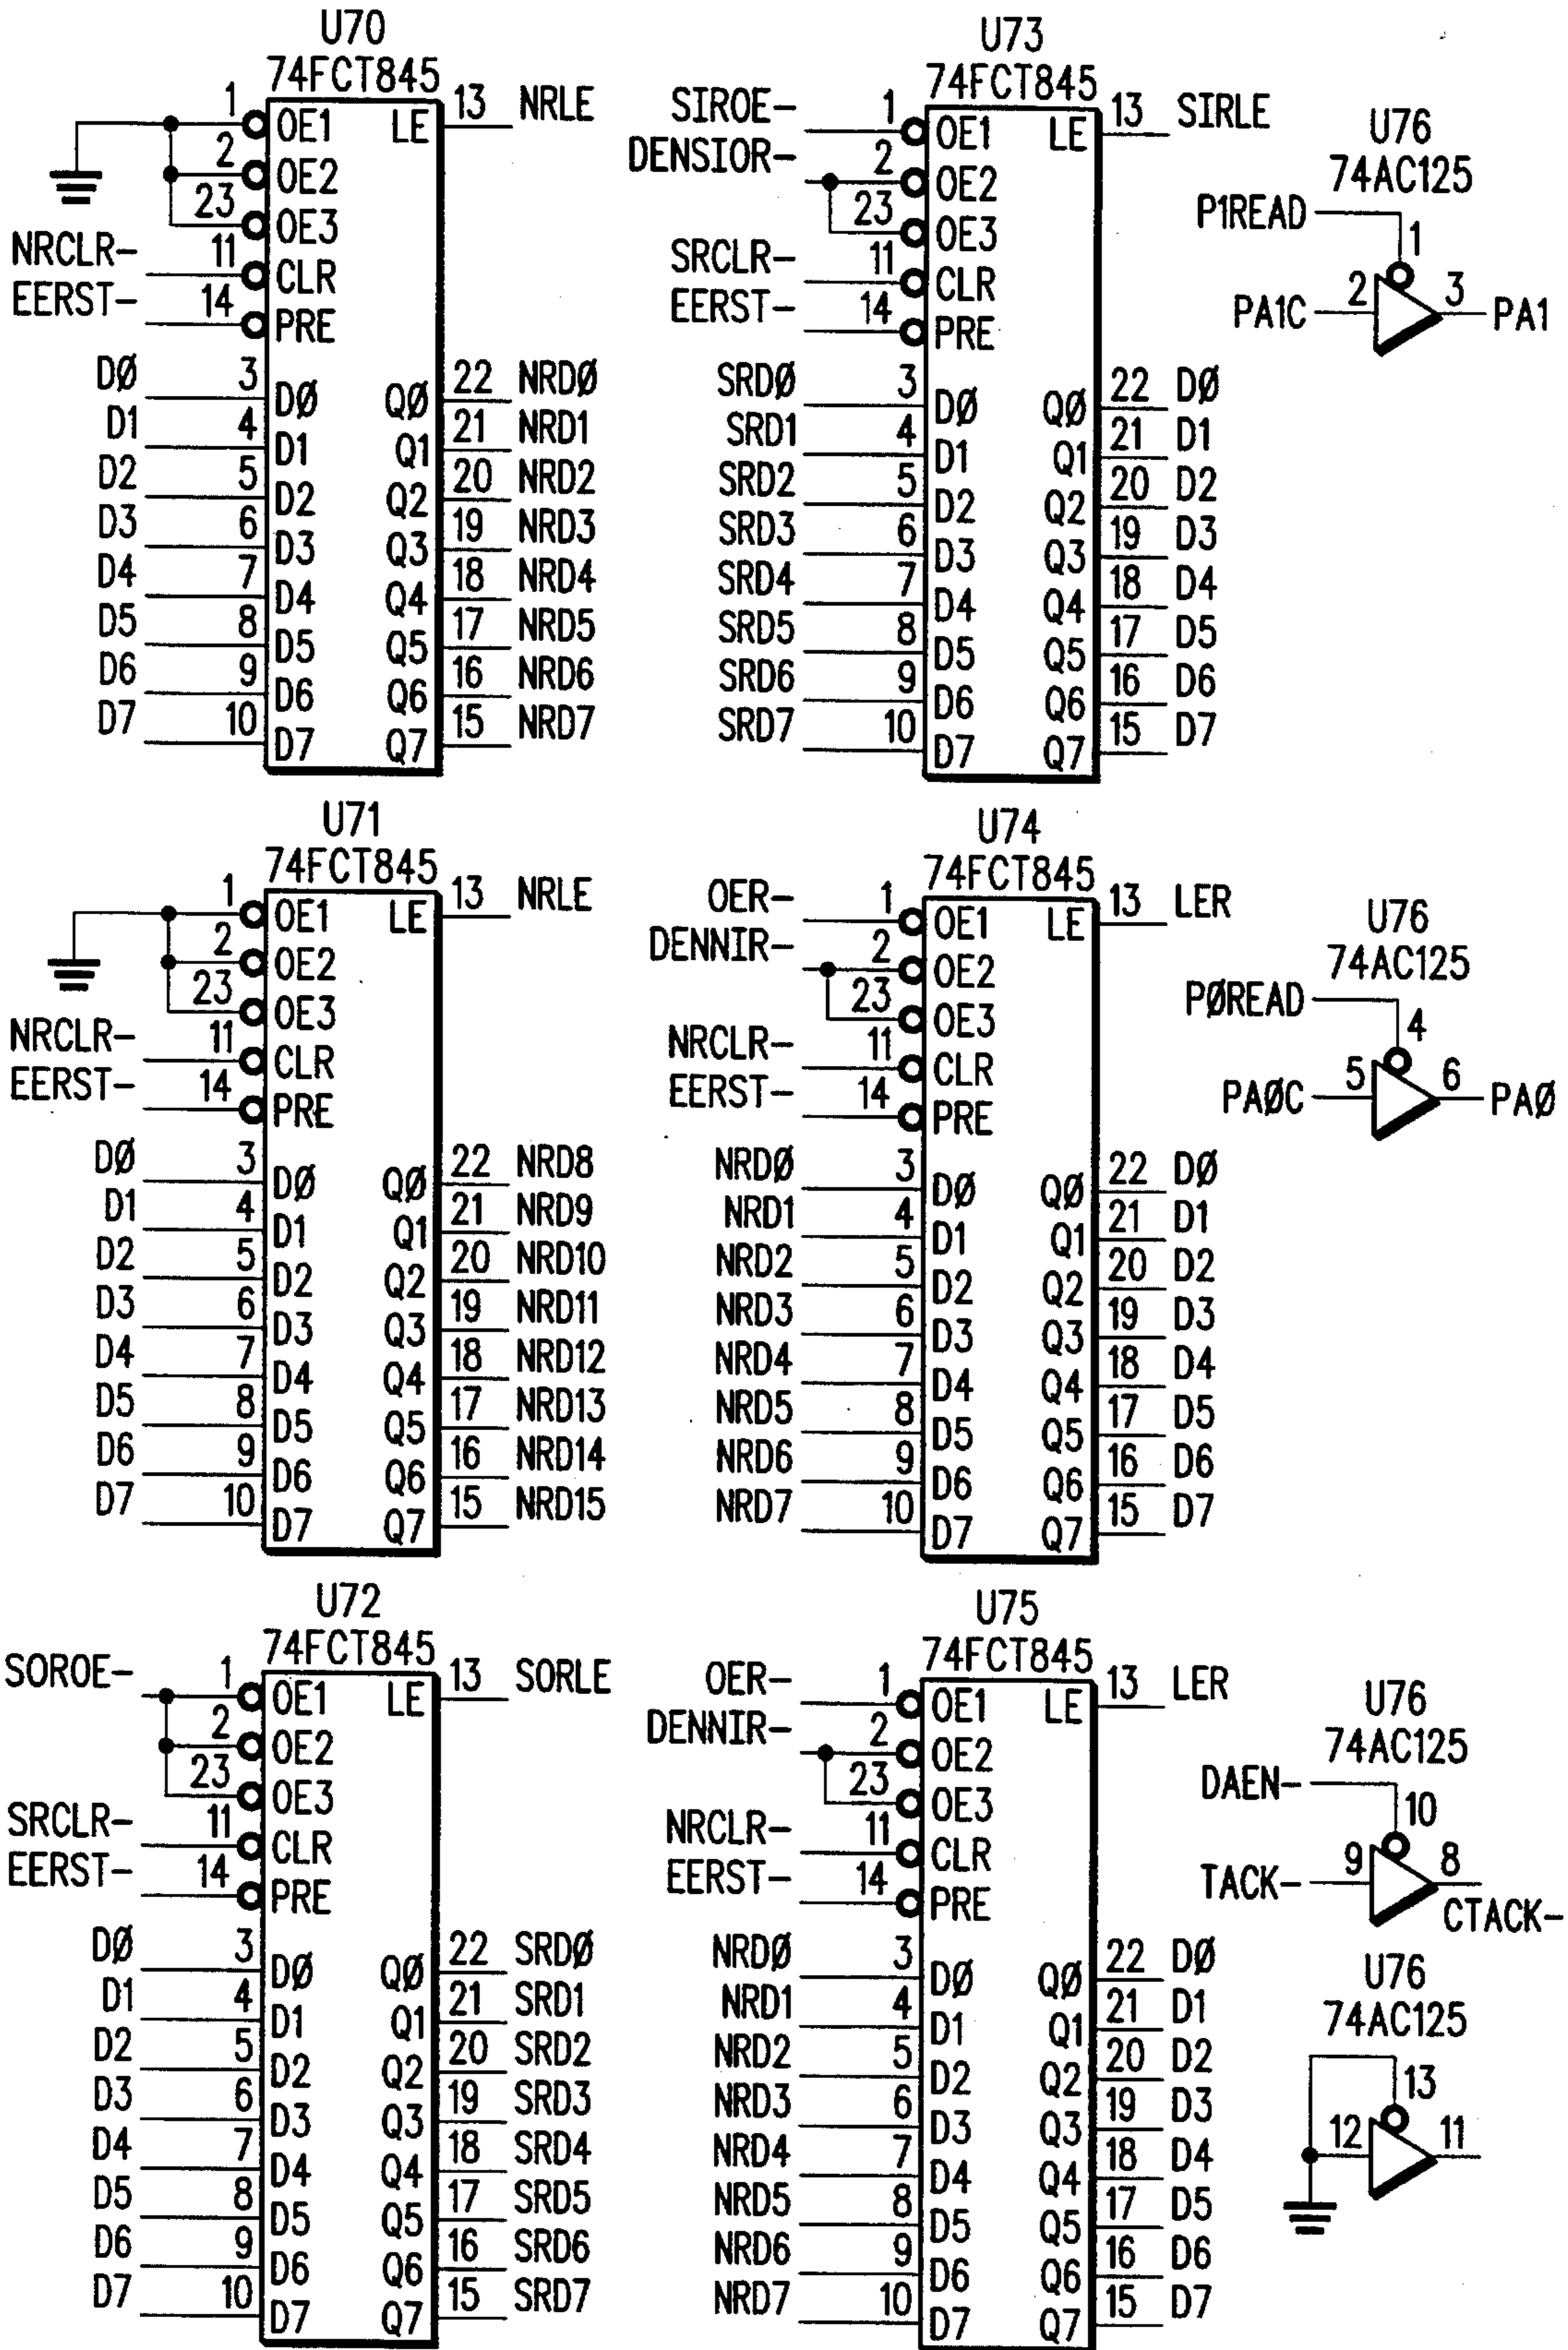 U70
74FCT845
1 OE1 LE 13 NRLE
2 OE2
23 OE3
NRCLR- 11 CLR
EERST- 14 PRE
DØ 3 DØ QØ 22 NRDØ
D1 4 D1 Q1 21 NRD1
D2 5 D2 Q2 20 NRD2
D3 6 D3 Q3 19 NRD3
D4 7 D4 Q4 18 NRD4
D5 8 D5 Q5 17 NRD5
D6 9 D6 Q6 16 NRD6
D7 10 D7 Q7 15 NRD7
U73
74FCT845
SIROE- 1 OE1 LE 13 SIRLE
DENSIOR- 2 OE2
23 OE3
SRCLR- 11 CLR
EERST- 14 PRE
SRDØ 3 DØ QØ 22 DØ
SRD1 4 D1 Q1 21 D1
SRD2 5 D2 Q2 20 D2
SRD3 6 D3 Q3 19 D3
SRD4 7 D4 Q4 18 D4
SRD5 8 D5 Q5 17 D5
SRD6 9 D6 Q6 16 D6
SRD7 10 D7 Q7 15 D7
U76
74AC125
P1READ 1
PA1C 2 3 PA1
U71
74FCT845
1 OE1 LE 13 NRLE
2 OE2
23 OE3
NRCLR- 11 CLR
EERST- 14 PRE
DØ 3 DØ QØ 22 NRD8
D1 4 D1 Q1 21 NRD9
D2 5 D2 Q2 20 NRD10
D3 6 D3 Q3 19 NRD11
D4 7 D4 Q4 18 NRD12
D5 8 D5 Q5 17 NRD13
D6 9 D6 Q6 16 NRD14
D7 10 D7 Q7 15 NRD15
U74
74FCT845
OER- 1 OE1 LE 13 LER
DENNIR- 2 OE2
23 OE3
NRCLR- 11 CLR
EERST- 14 PRE
NRDØ 3 DØ QØ 22 DØ
NRD1 4 D1 Q1 21 D1
NRD2 5 D2 Q2 20 D2
NRD3 6 D3 Q3 19 D3
NRD4 7 D4 Q4 18 D4
NRD5 8 D5 Q5 17 D5
NRD6 9 D6 Q6 16 D6
NRD7 10 D7 Q7 15 D7
U76
74AC125
PØREAD 4
PAØC 5 6 PAØ
U72
74FCT845
SOROE- 1 OE1 LE 13 SORLE
2 OE2
23 OE3
SRCLR- 11 CLR
EERST- 14 PRE
DØ 3 DØ QØ 22 SRDØ
D1 4 D1 Q1 21 SRD1
D2 5 D2 Q2 20 SRD2
D3 6 D3 Q3 19 SRD3
D4 7 D4 Q4 18 SRD4
D5 8 D5 Q5 17 SRD5
D6 9 D6 Q6 16 SRD6
D7 10 D7 Q7 15 SRD7
U75
74FCT845
OER- 1 OE1 LE 13 LER
DENNIR- 2 OE2
23 OE3
NRCLR- 11 CLR
EERST- 14 PRE
NRDØ 3 DØ QØ 22 DØ
NRD1 4 D1 Q1 21 D1
NRD2 5 D2 Q2 20 D2
NRD3 6 D3 Q3 19 D3
NRD4 7 D4 Q4 18 D4
NRD5 8 D5 Q5 17 D5
NRD6 9 D6 Q6 16 D6
NRD7 10 D7 Q7 15 D7
U76
74AC125
DAEN- 10
TACK- 9 8
CTACK-
U76
74AC125
13
12 11